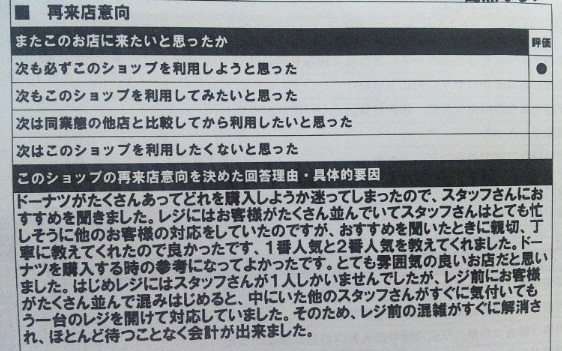 ■ 再来店意向
またこのお店に来たいと思ったか 評価
次も必ずこのショップを利用しようと思った ●
次もこのショップを利用してみたいと思った
次は同業態の他店と比較してから利用したいと思った
次はこのショップを利用したくないと思った
このショップの再来店意向を決めた回答理由・具体的要因
ドーナツがたくさんあってどれを購入しようか迷ってしまったので、スタッフさんにお
すすめを聞きました。レジにはお客様がたくさん並んでいてスタッフさんはとても忙
しそうに他のお客様の対応をしていたのですが、おすすめを聞いたときに親切、丁
寧に教えてくれたので良かったです、1番人気と2番人気を教えてくれました。ドー
ナツを購入する時の参考になってよかったです。とても雰囲気の良いお店だと思い
ました。はじめレジにはスタッフさんが1人しかいませんでしたが、レジ前にお客様
がたくさん並んで混みはじめると、中にいた他のスタッフさんがすぐに気付いても
う一台のレジを開けて対応していました。そのため、レジ前の混雑がすぐに解消さ
れ、ほとんど待つことなく会計が出来ました。